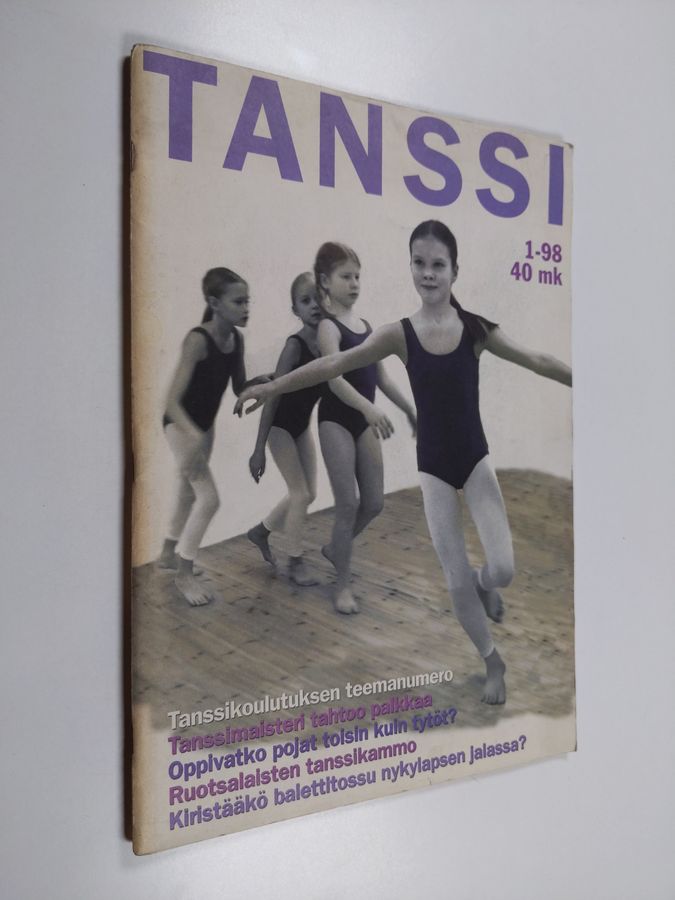 TANSSI
1-98
40 mk
Tanssikoulutuksen teemanumero
Tanssimaisteri tahtoo palkkaa
Oppivatko pojat toisin kuin tytöt?
Ruotsalaisten tanssikammo
Kiristääkö balettitossu nykylapsen jalassa?